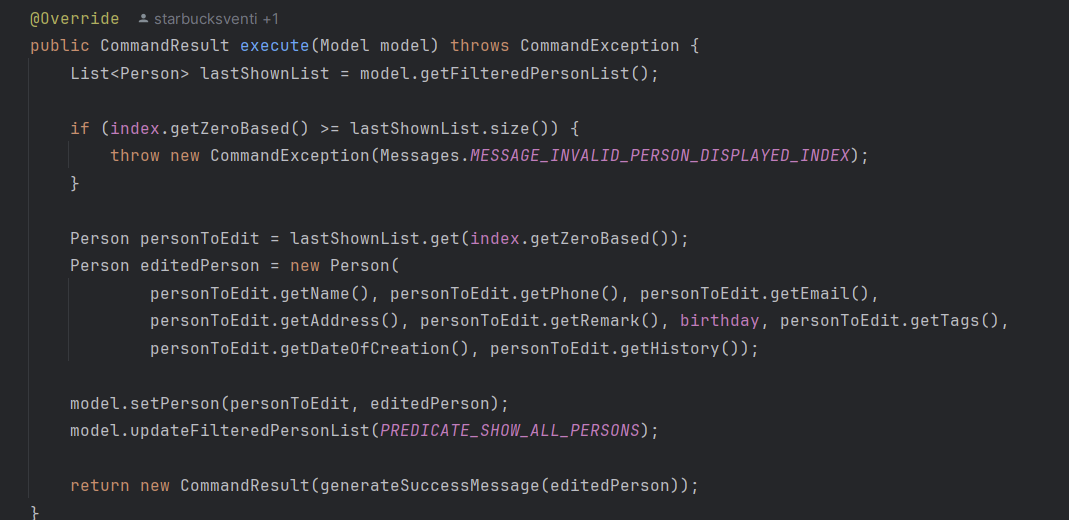 @Override starbucksventi +1
public CommandResult execute(Model model) throws CommandException {
List<Person> lastShownList = model.getFilteredPersonList();
if (index.getZeroBased() >= lastShownList.size()) {
throw new CommandException(Messages.MESSAGE_INVALID_PERSON_DISPLAYED_INDEX);
}
Person personToEdit = lastShownList.get(index.getZeroBased());
Person editedPerson = new Person(
personToEdit.getName(), personToEdit.getPhone(), personToEdit.getEmail(),
personToEdit.getAddress(), personToEdit.getRemark(), birthday, personToEdit.getTags(),
personToEdit.getDateOfCreation(), personToEdit.getHistory());
model.setPerson(personToEdit, editedPerson);
model.updateFilteredPersonList(PREDICATE_SHOW_ALL_PERSONS);
return new CommandResult(generateSuccessMessage(editedPerson));
}